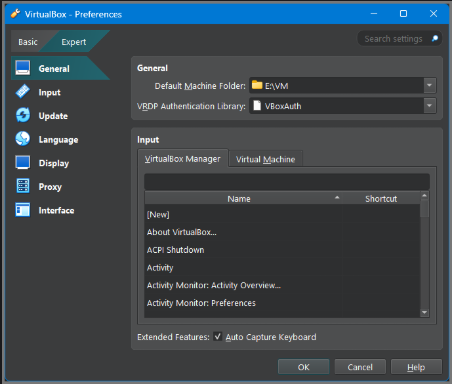 VirtualBox - Preferences
Basic Expert Search settings
General
Input
Update
Language
Display
Proxy
Interface
General
Default Machine Folder: E:\VM
VRDP Authentication Library: VBoxAuth
Input
VirtualBox Manager Virtual Machine
Name Shortcut
[New]
About VirtualBox...
ACPI Shutdown
Activity
Activity Monitor: Activity Overview...
Activity Monitor: Preferences
Extended Features: Auto Capture Keyboard
OK Cancel Help